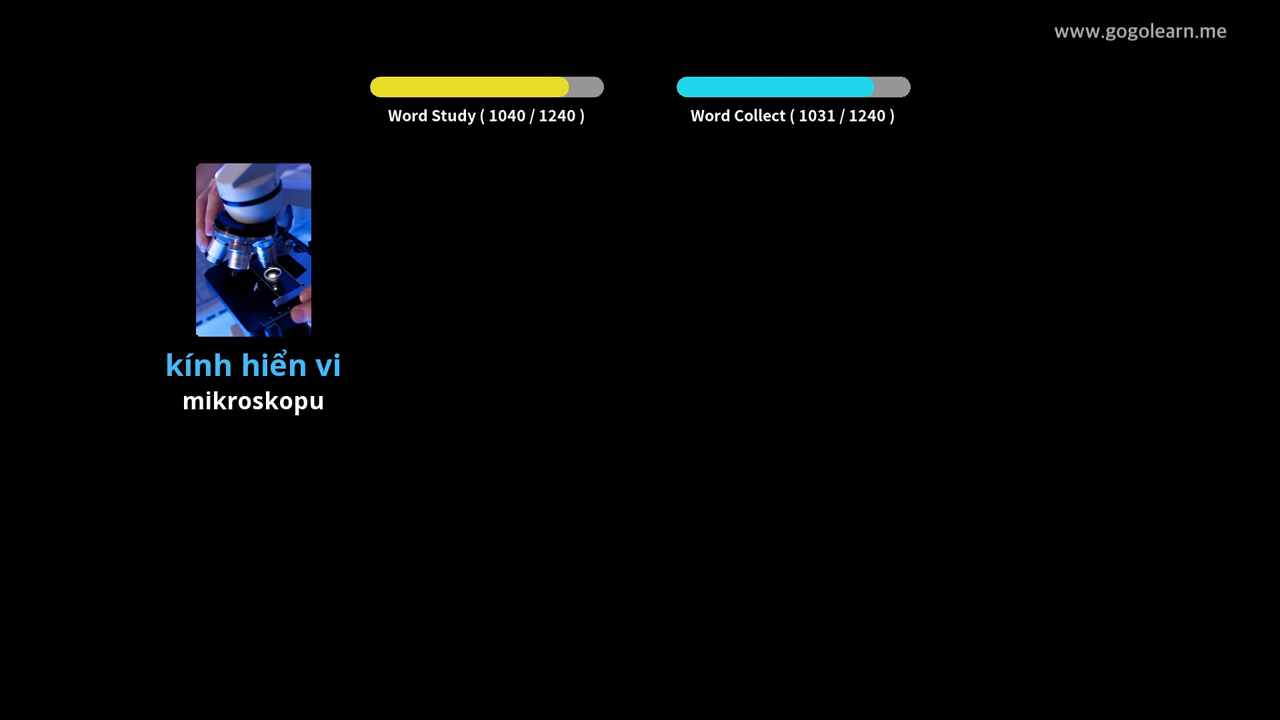 www.gogolearn.me
Word Study ( 1040 / 1240 )
Word Collect ( 1031 / 1240 )
kính hiển vi
mikroskopu